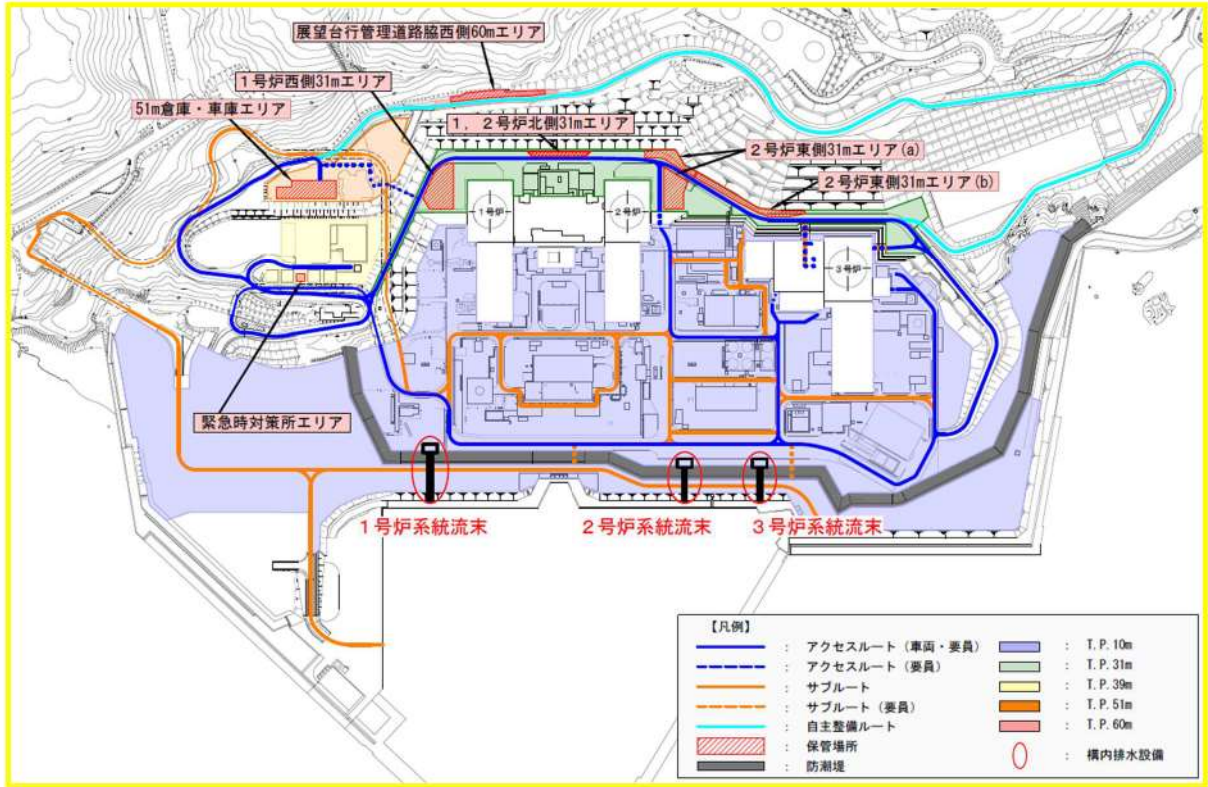 展望台行管理道路脇西側60mエリア
1号炉西側31mエリア
51m倉庫・車庫エリア
1，2号炉北側31mエリア
2号炉東側31mエリア(a)
2号炉東側31mエリア(b)
1号炉
2号炉
3号炉
緊急時対策所エリア
1号炉系統流末
2号炉系統流末
3号炉系統流末
【凡例】
： アクセスルート（車両・要員）
： アクセスルート（要員）
： サブルート
： サブルート（要員）
： 自主整備ルート
： 保管場所
： 防潮堤
： T.P.10m
： T.P.31m
： T.P.39m
： T.P.51m
： T.P.60m
： 構内排水設備